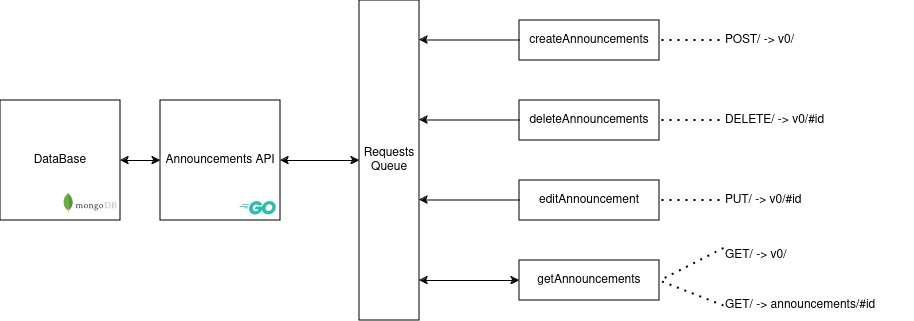 createAnnouncements
POST/ -> v0/
deleteAnnouncements
DELETE/ -> v0/#id
DataBase
mongoDB
Announcements API
GO
Requests
Queue
editAnnouncement
PUT/ -> v0/#id
getAnnouncements
GET/ -> v0/
GET/ -> announcements/#id